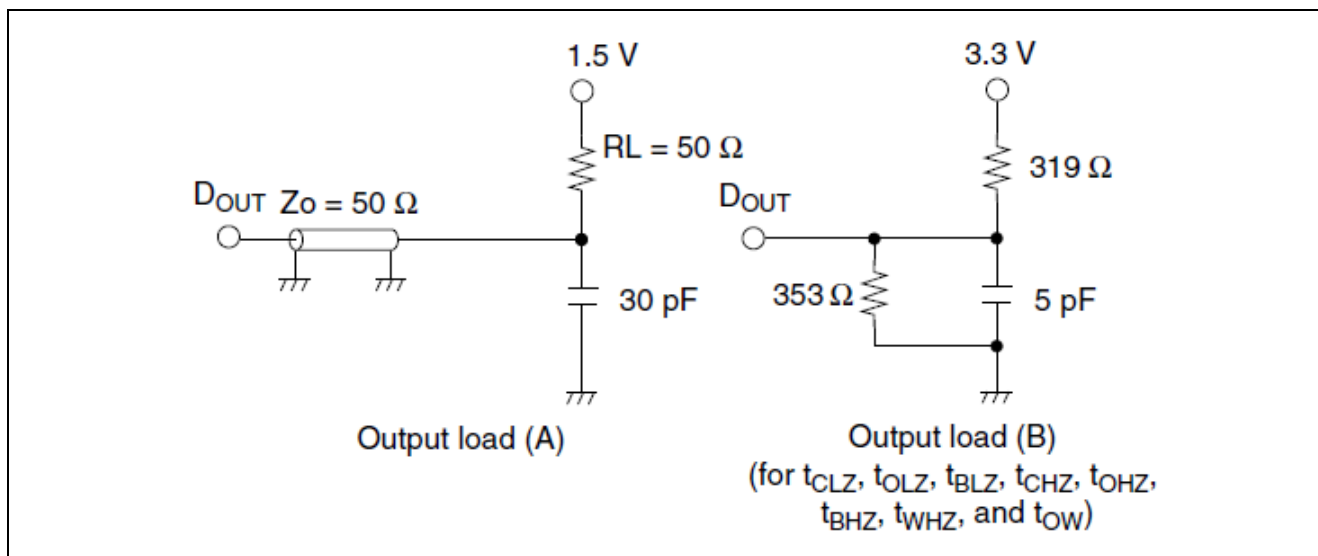 1.5 V
RL = 50 Ω
DOUT Zo = 50 Ω
30 pF
Output load (A)
3.3 V
319 Ω
DOUT
353 Ω
5 pF
Output load (B)
(for tCLZ, tOLZ, tBLZ, tCHZ, tOHZ,
tBHZ, tWHZ, and tOW)